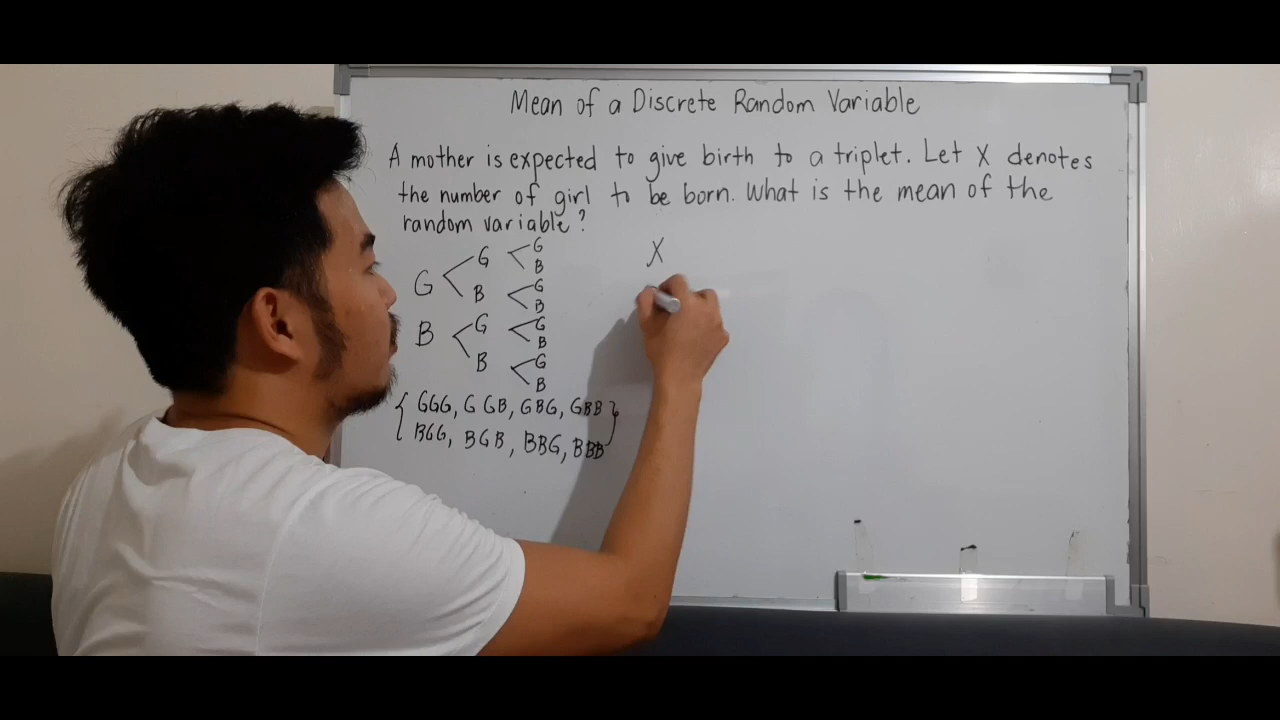 Mean of a Discrete Random Variable
A mother is expected to give birth to a triplet. Let X denotes
the number of girl to be born. What is the mean of the
random variable?
G < G < G
B
B < G
B
B < G < G
B
B < G
B
X
{ GGG, GGB, GBG, GBB
BGG, BGB, BBG, BBB }